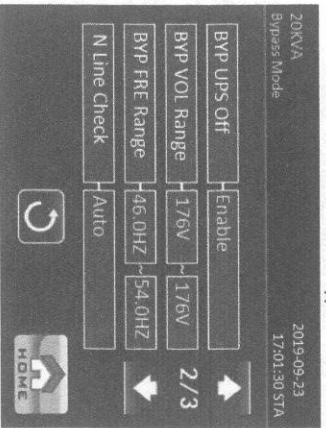 20KVA
Bypass Mode
2019-09-23
17:01:30 STA
BYP UPS Off
Enable
BYP VOL Range
176V ~ 176V
BYP FRE Range
46.0HZ ~ 54.0HZ
N Line Check
Auto
2/3
HOME